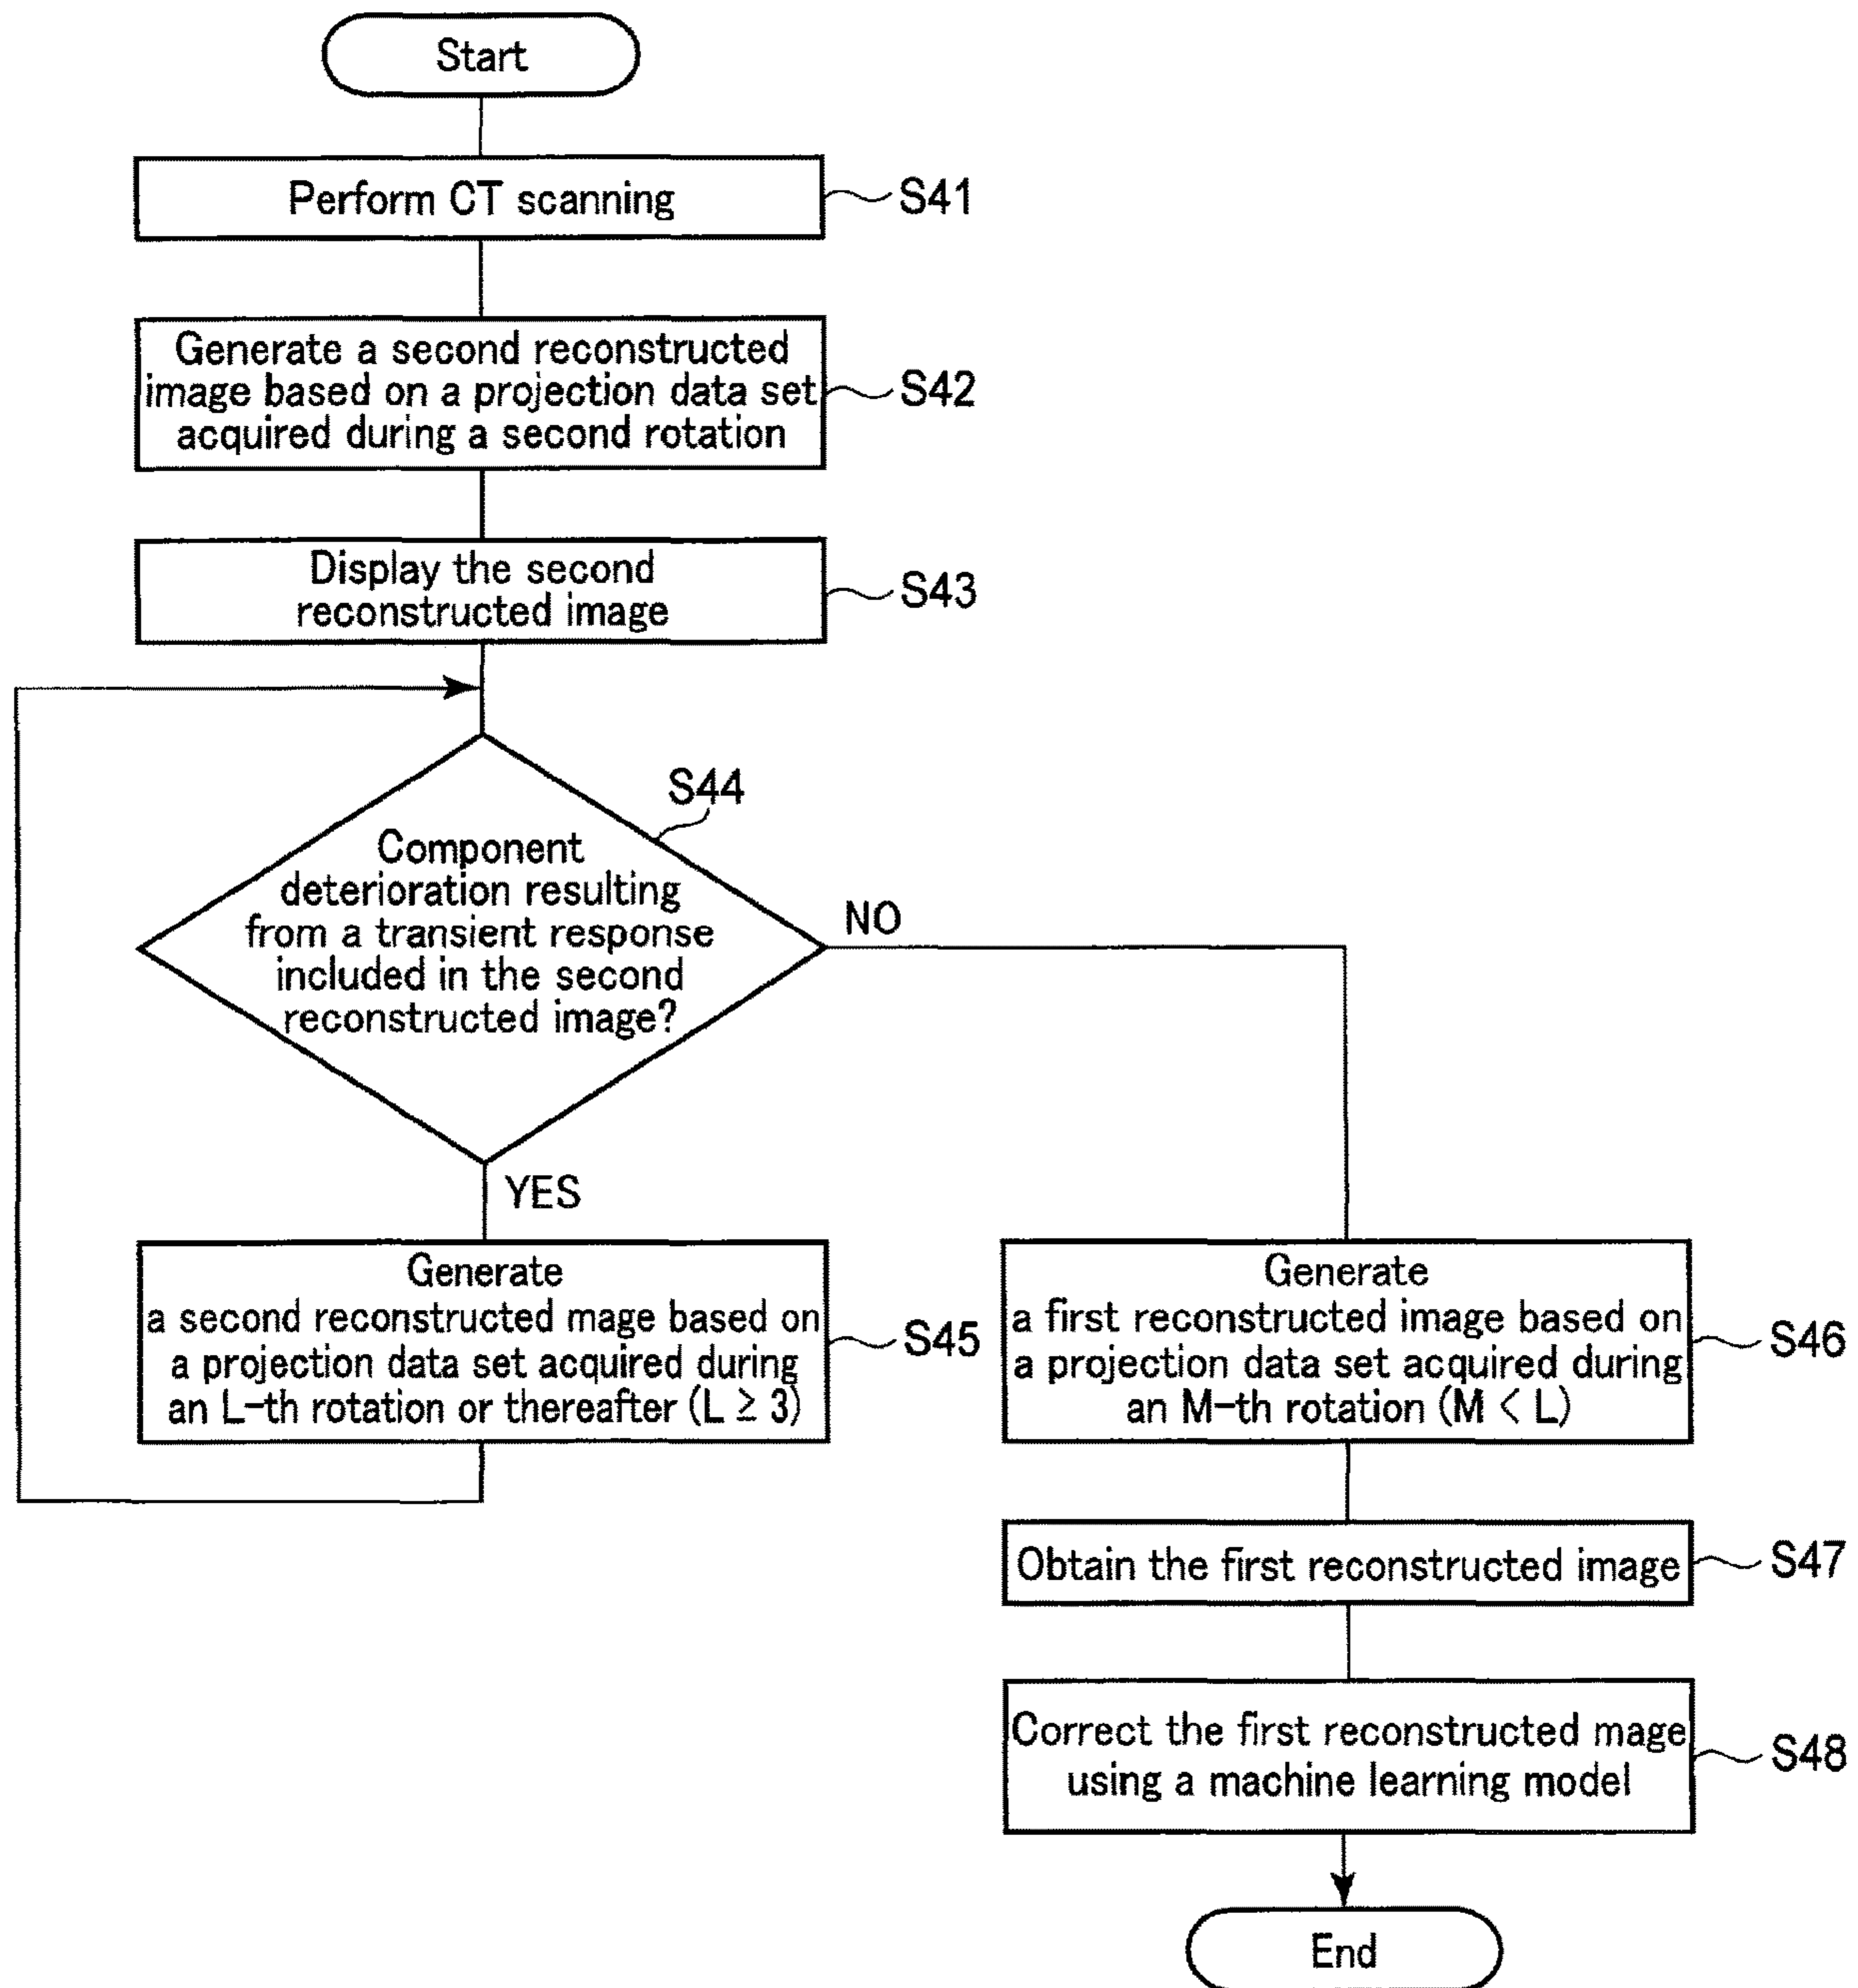 Start
Perform CT scanning
S41
Generate a second reconstructed
image based on a projection data set
acquired during a second rotation
S42
Display the second
reconstructed image
S43
S44
Component
deterioration resulting
from a transient response
included in the second
reconstructed image?
NO
YES
Generate
a second reconstructed mage based on
a projection data set acquired during
an L-th rotation or thereafter (L ≥ 3)
S45
Generate
a first reconstructed image based on
a projection data set acquired during
an M-th rotation (M < L)
S46
Obtain the first reconstructed image
S47
Correct the first reconstructed mage
using a machine learning model
S48
End